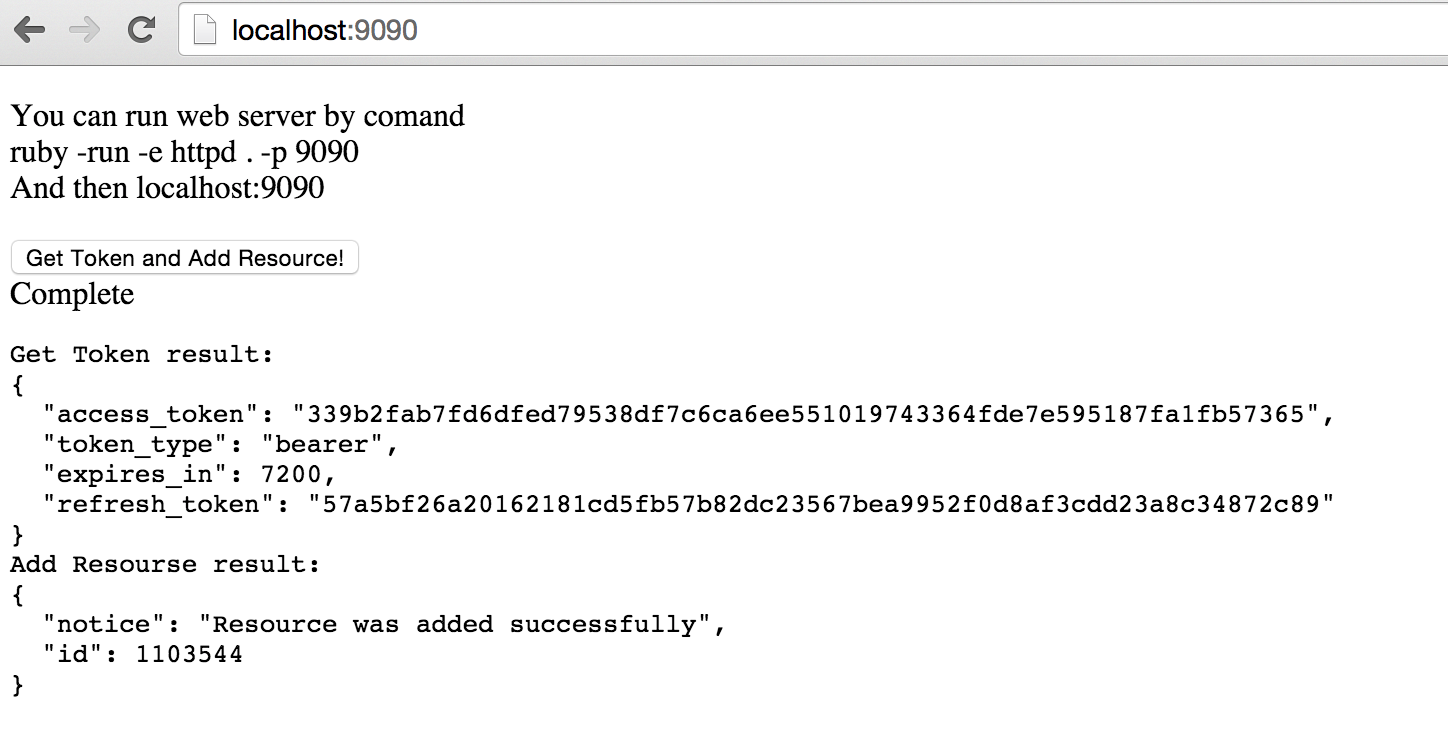 localhost:9090
You can run web server by comand
ruby -run -e httpd . -p 9090
And then localhost:9090
Get Token and Add Resource!
Complete
Get Token result:
{
  "access_token": "339b2fab7fd6dfed79538df7c6ca6ee551019743364fde7e595187fa1fb57365",
  "token_type": "bearer",
  "expires_in": 7200,
  "refresh_token": "57a5bf26a20162181cd5fb57b82dc23567bea9952f0d8af3cdd23a8c34872c89"
}
Add Resourse result:
{
  "notice": "Resource was added successfully",
  "id": 1103544
}